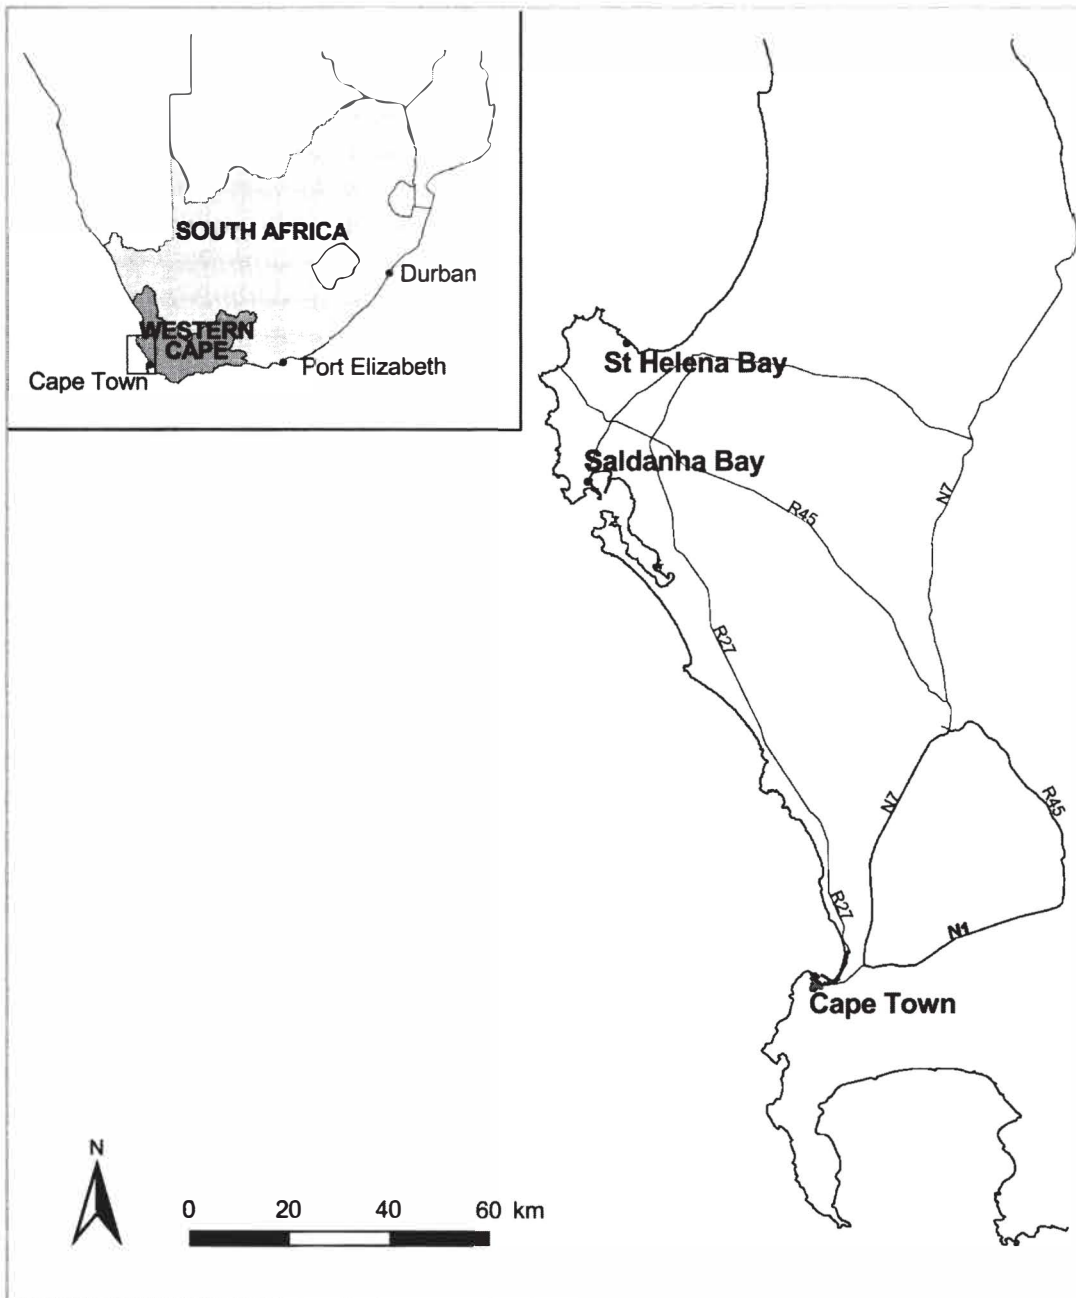 SOUTH AFRICA
Durban
WESTERN
CAPE
Port Elizabeth
Cape Town
St Helena Bay
Saldanha Bay
N7
R45
R27
N7
R45
R27
N1
Cape Town
N
0 20 40 60 km